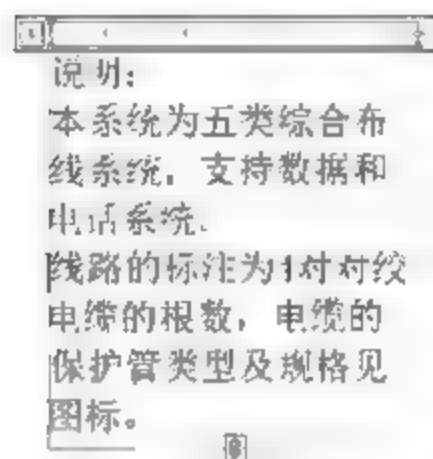 说明:
本系统为五类综合布
线系统，支持数据和
电话系统。
线路的标注为1对对绞
电缆的根数，电缆的
保护管类型及规格见
图标。